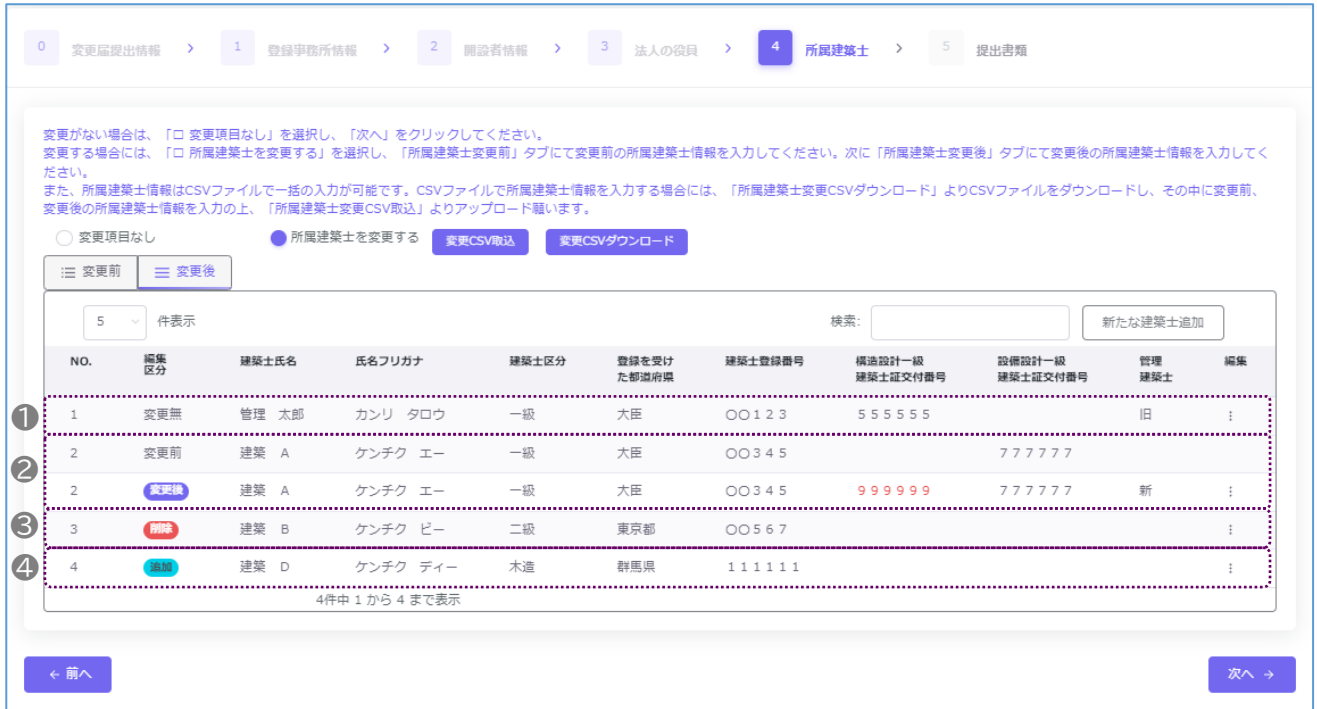 0 変更届提出情報 > 1 登録事務所情報 > 2 開設者情報 > 3 法人の役員 > 4 所属建築士 > 5 提出書類
変更がない場合は、「□ 変更項目なし」を選択し、「次へ」をクリックしてください。
変更する場合には、「□ 所属建築士を変更する」を選択し、「所属建築士変更前」タブにて変更前の所属建築士情報を入力してください。次に「所属建築士変更後」タブにて変更後の所属建築士情報を入力してく
ださい。
また、所属建築士情報はCSVファイルで一括の入力が可能です。CSVファイルで所属建築士情報を入力する場合には、「所属建築士変更CSVダウンロード」よりCSVファイルをダウンロードし、その中に変更前、
変更後の所属建築士情報を入力の上、「所属建築士変更CSV取込」よりアップロード願います。
変更項目なし 所属建築士を変更する 変更CSV取込 変更CSVダウンロード
変更前 変更後
5 件表示 検索: 新たな建築士追加
NO. 編集区分 建築士氏名 氏名フリガナ 建築士区分 登録を受けた都道府県 建築士登録番号 構造設計一級建築士証交付番号 設備設計一級建築士証交付番号 管理建築士 編集
❶ 1 変更無 管理 太郎 カンリ タロウ 一級 大臣 〇〇123 555555 旧 ⋮
❷ 2 変更前 建築 A ケンチク エー 一級 大臣 〇〇345 777777
2 変更後 建築 A ケンチク エー 一級 大臣 〇〇345 999999 777777 新 ⋮
❸ 3 削除 建築 B ケンチク ビー 二級 東京都 〇〇567 ⋮
❹ 4 追加 建築 D ケンチク ディー 木造 群馬県 111111 ⋮
4件中 1 から 4 まで表示
← 前へ 次へ →